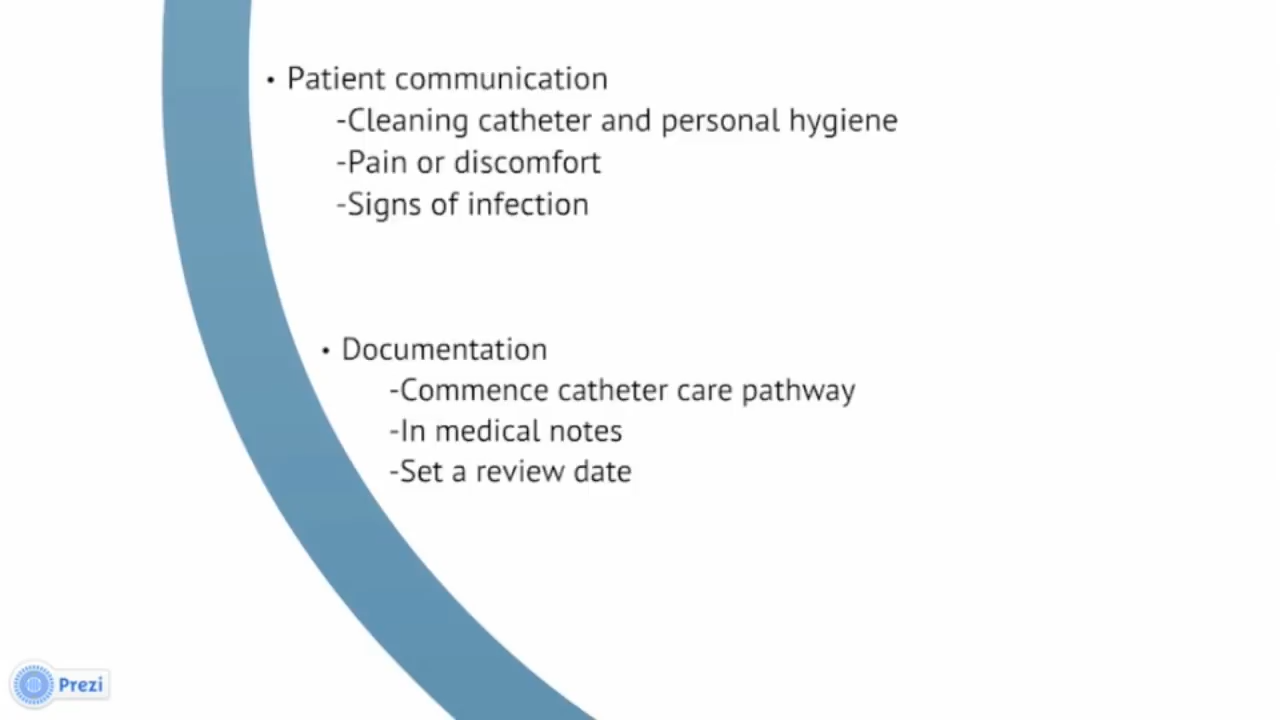 • Patient communication
-Cleaning catheter and personal hygiene
-Pain or discomfort
-Signs of infection
• Documentation
-Commence catheter care pathway
-In medical notes
-Set a review date
Prezi